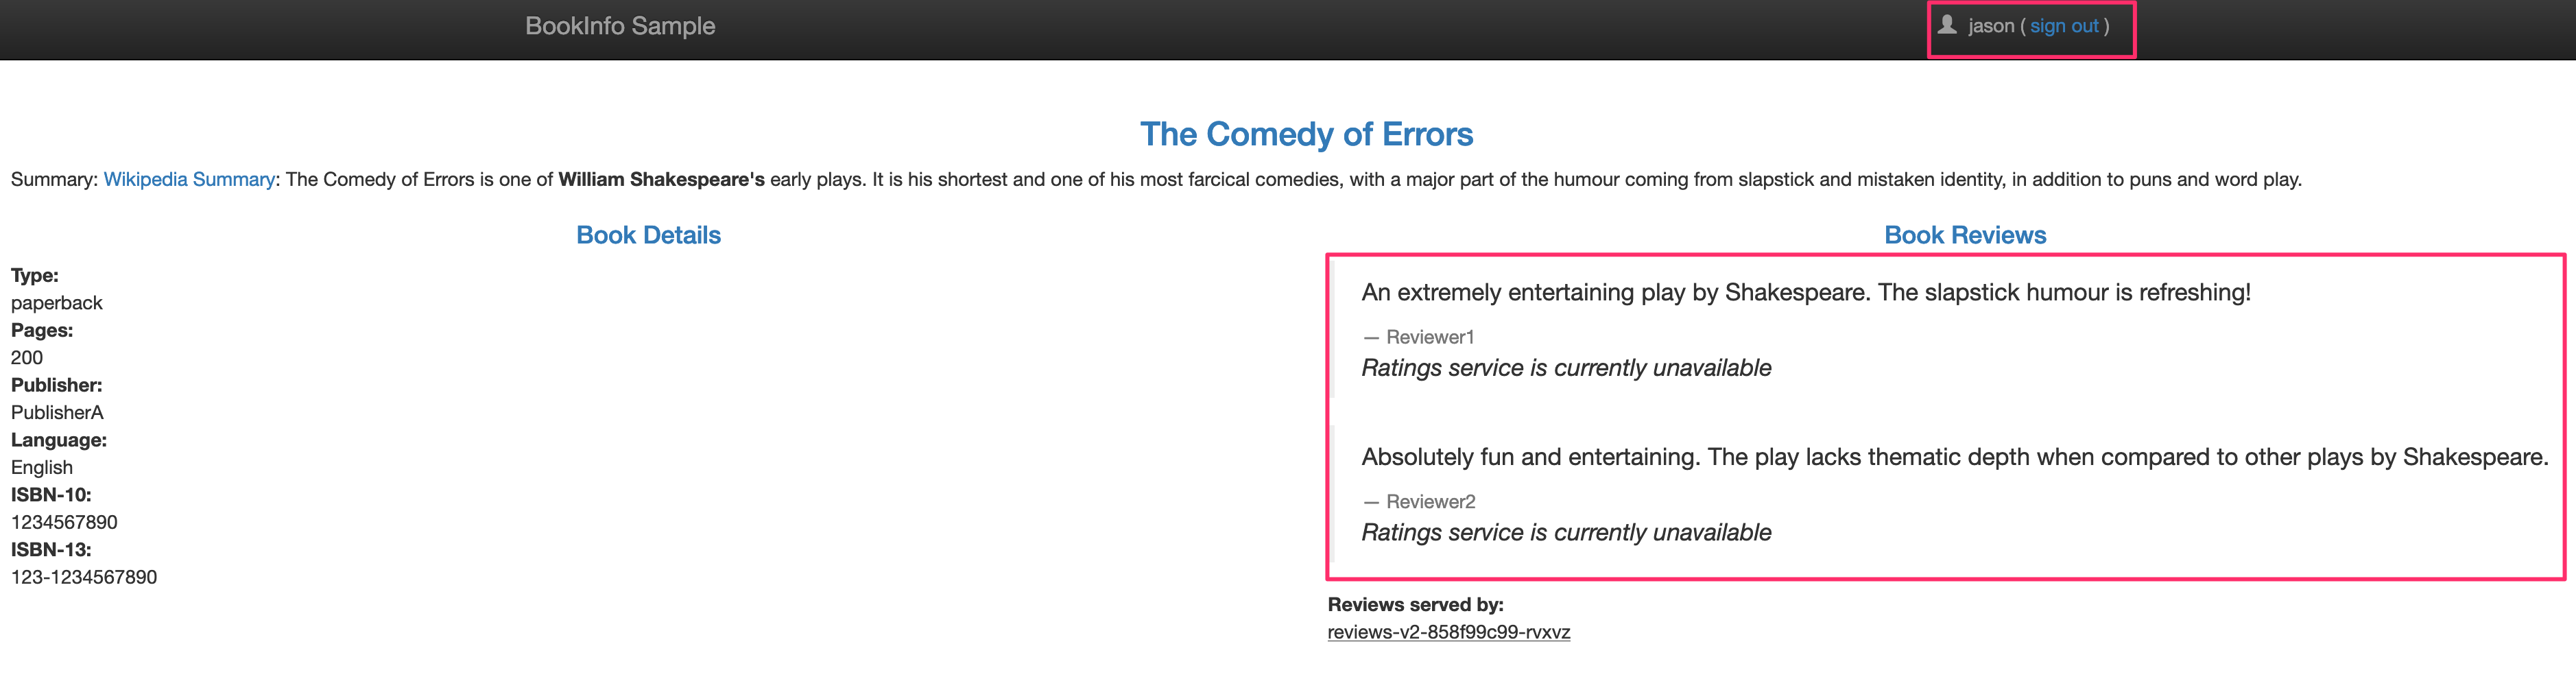 BookInfo Sample
jason ( sign out )
The Comedy of Errors
Summary: Wikipedia Summary: The Comedy of Errors is one of William Shakespeare's early plays. It is his shortest and one of his most farcical comedies, with a major part of the humour coming from slapstick and mistaken identity, in addition to puns and word play.
Book Details
Type:
paperback
Pages:
200
Publisher:
PublisherA
Language:
English
ISBN-10:
1234567890
ISBN-13:
123-1234567890
Book Reviews
An extremely entertaining play by Shakespeare. The slapstick humour is refreshing!
— Reviewer1
Ratings service is currently unavailable
Absolutely fun and entertaining. The play lacks thematic depth when compared to other plays by Shakespeare.
— Reviewer2
Ratings service is currently unavailable
Reviews served by:
reviews-v2-858f99c99-rvxvz